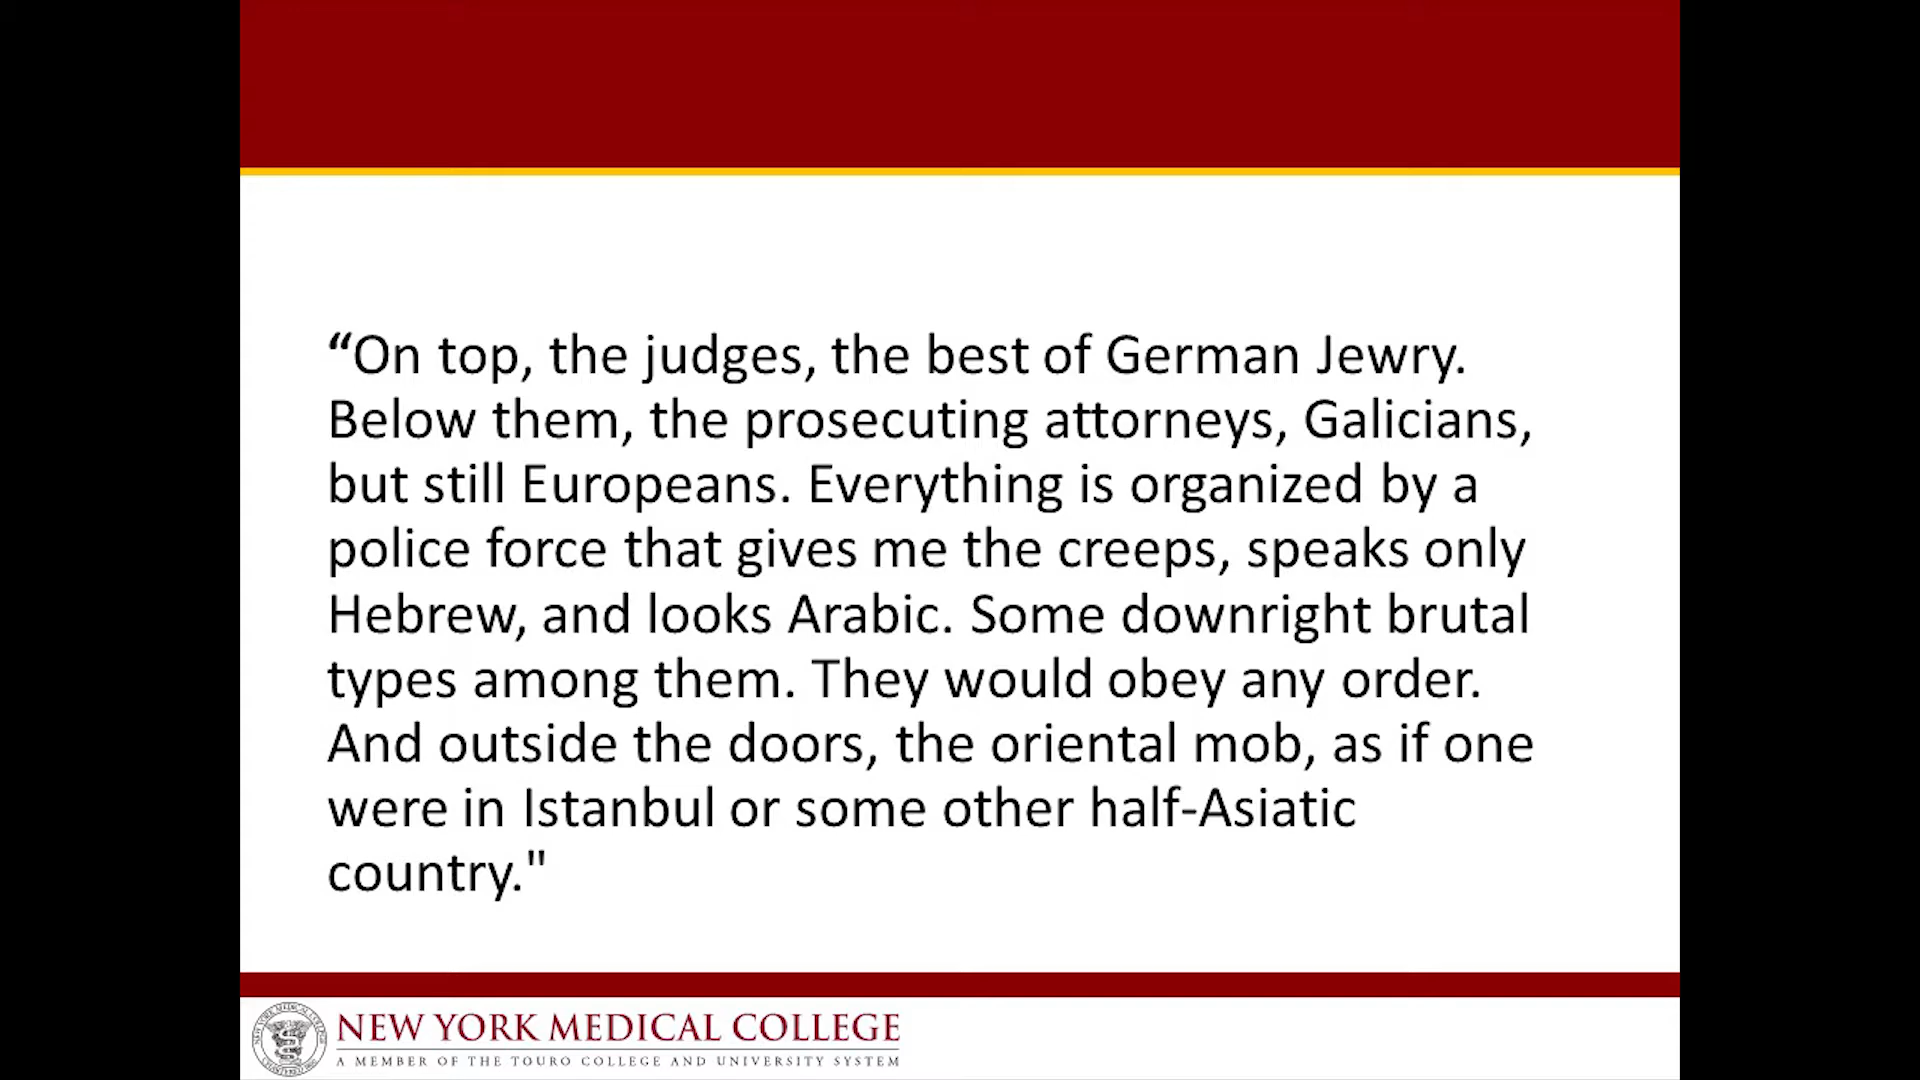 “On top, the judges, the best of German Jewry.
Below them, the prosecuting attorneys, Galicians,
but still Europeans. Everything is organized by a
police force that gives me the creeps, speaks only
Hebrew, and looks Arabic. Some downright brutal
types among them. They would obey any order.
And outside the doors, the oriental mob, as if one
were in Istanbul or some other half-Asiatic
country."
NEW YORK MEDICAL COLLEGE
A MEMBER OF THE TOURO COLLEGE AND UNIVERSITY SYSTEM